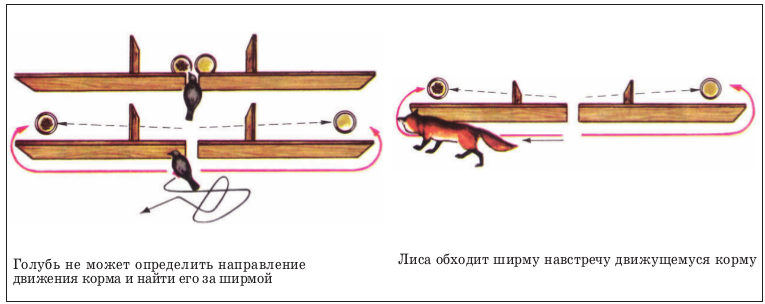 Голубь не может определить направление
движения корма и найти его за ширмой
Лиса обходит ширму навстречу движущемуся корму